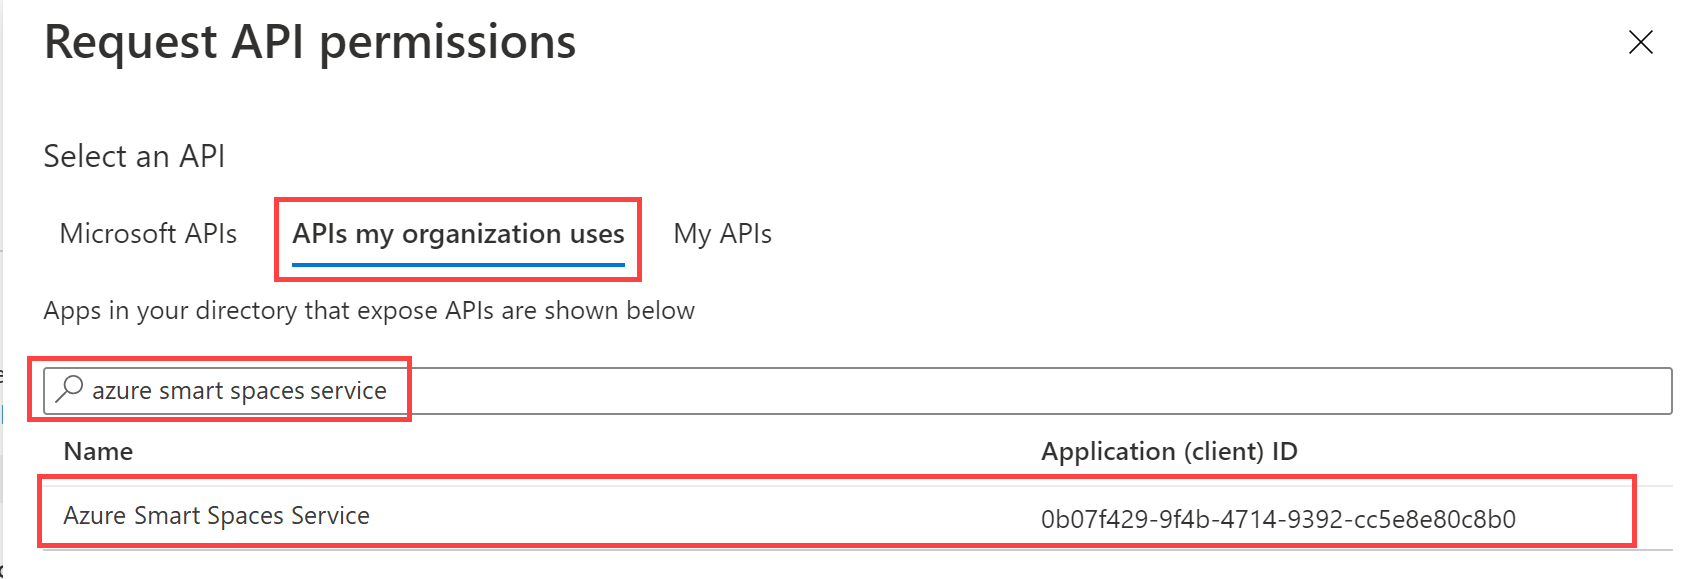 Request API permissions
Select an API
Microsoft APIs APIs my organization uses My APIs
Apps in your directory that expose APIs are shown below
azure smart spaces service
Name Application (client) ID
Azure Smart Spaces Service 0b07f429-9f4b-4714-9392-cc5e8e80c8b0